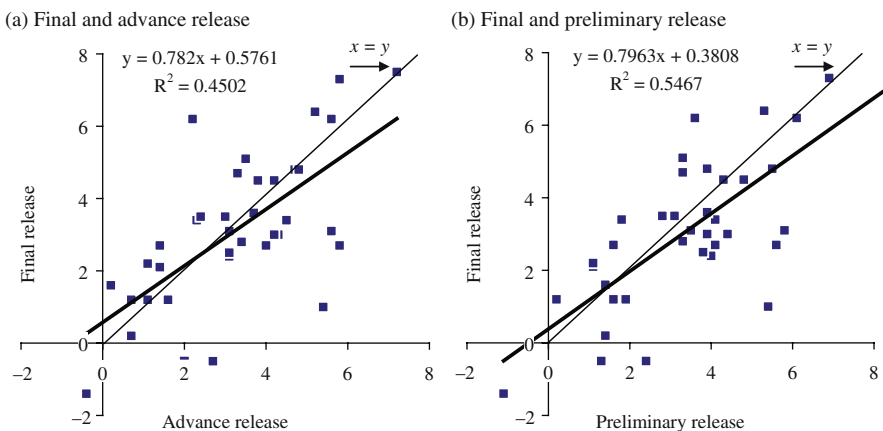 (a) Final and advance release
8
y = 0.782x + 0.5761
R² = 0.4502
x = y
6
4
2
0
−2
Final release
−2 0 2 4 6 8
Advance release
(b) Final and preliminary release
8
y = 0.7963x + 0.3808
R² = 0.5467
x = y
6
4
2
0
−2
Final release
−2 0 2 4 6 8
Preliminary release